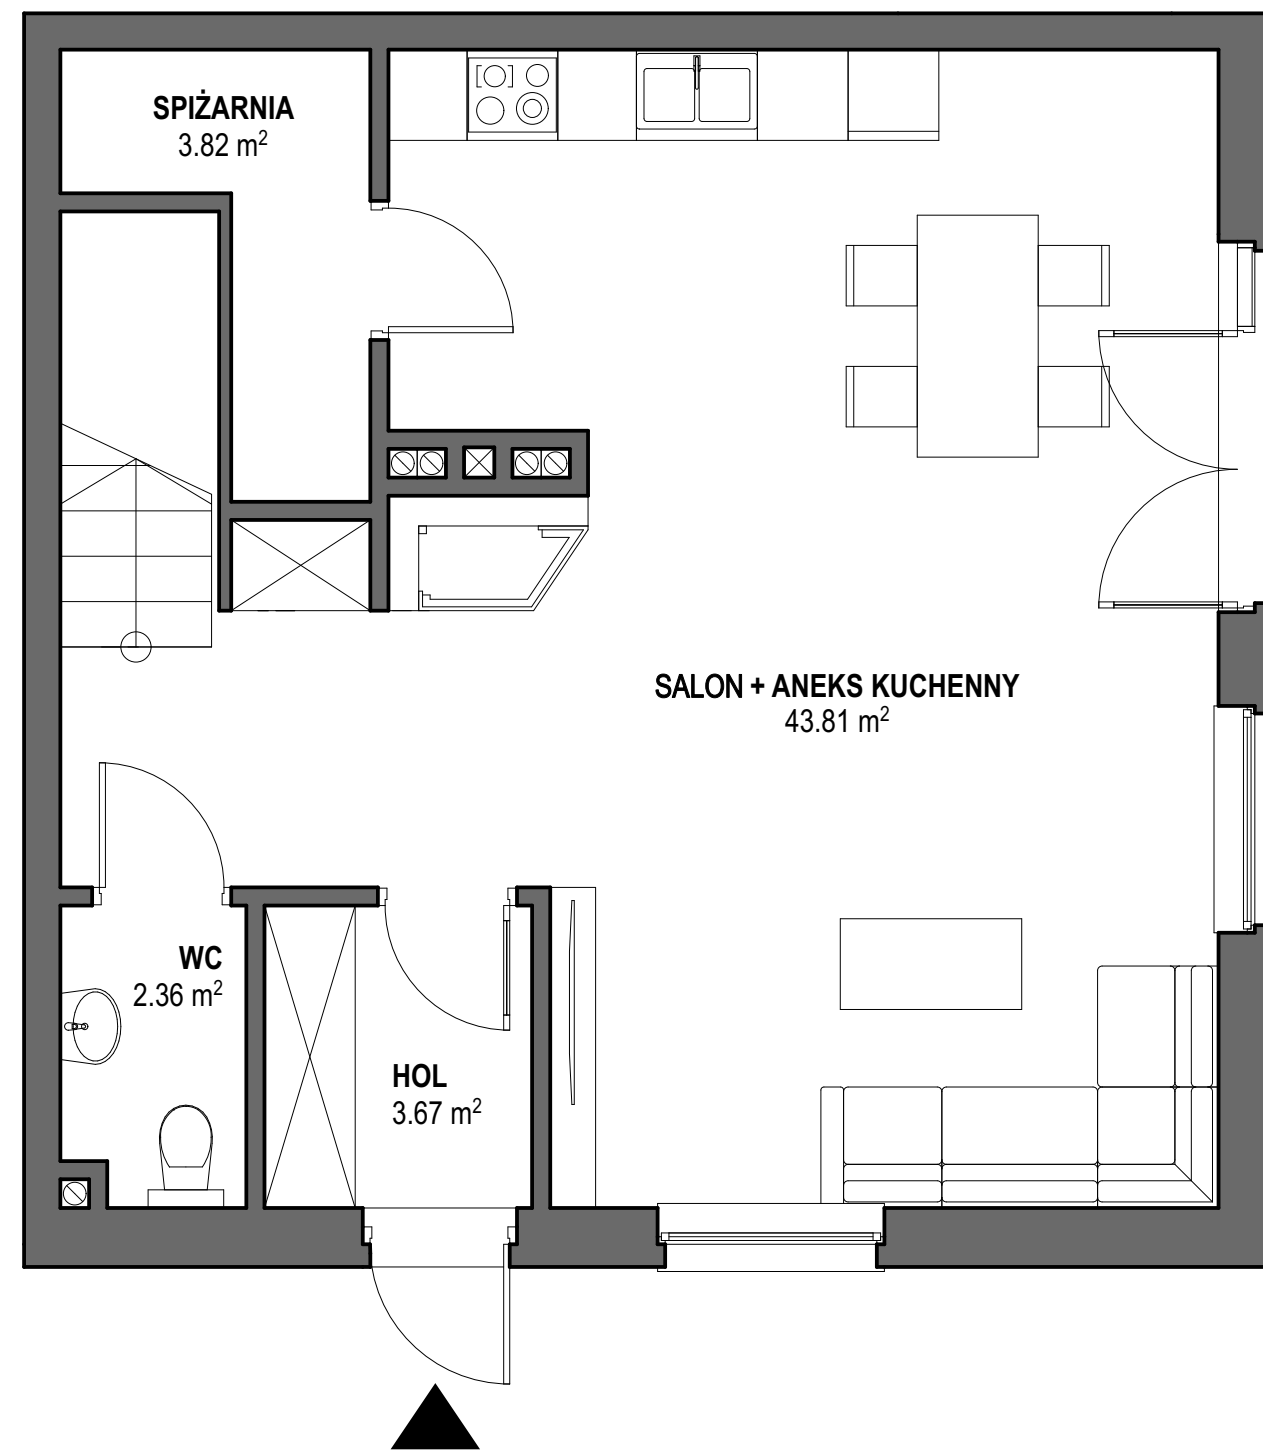 SPIŻARNIA
3.82 m²
SALON + ANEKS KUCHENNY
43.81 m²
WC
2.36 m²
HOL
3.67 m²